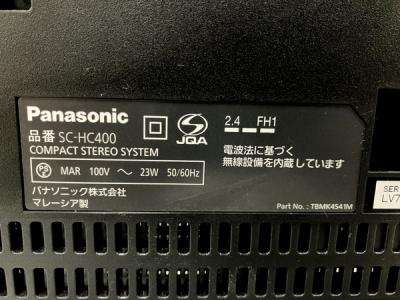 Panasonic
品番 SC-HC400
COMPACT STEREO SYSTEM
MAR 100V ～ 23W 50/60Hz
パナソニック株式会社
マレーシア製
JQA
2.4 FH1
電波法に基づく
無線設備を内蔵しています
Part No.: TBMK4541M
SER
LV7